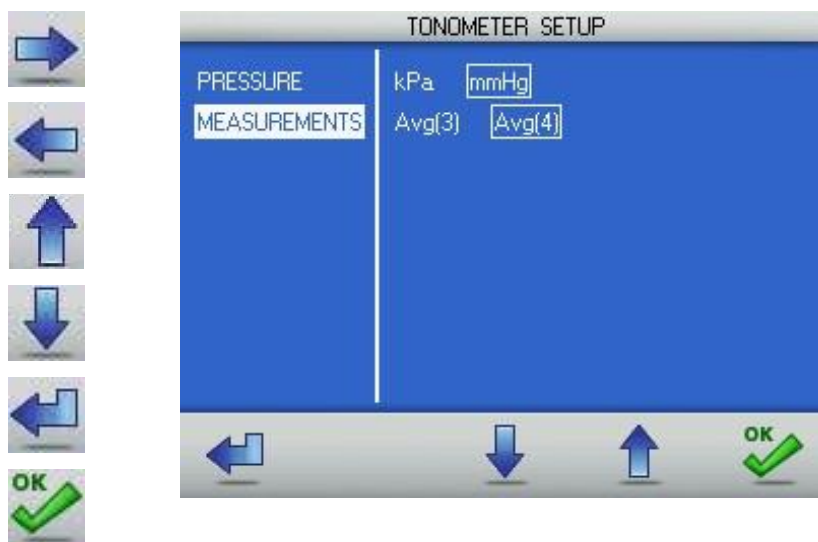 TONOMETER SETUP
PRESSURE kPa mmHg
MEASUREMENTS Avg(3) Avg(4)
OK
OK